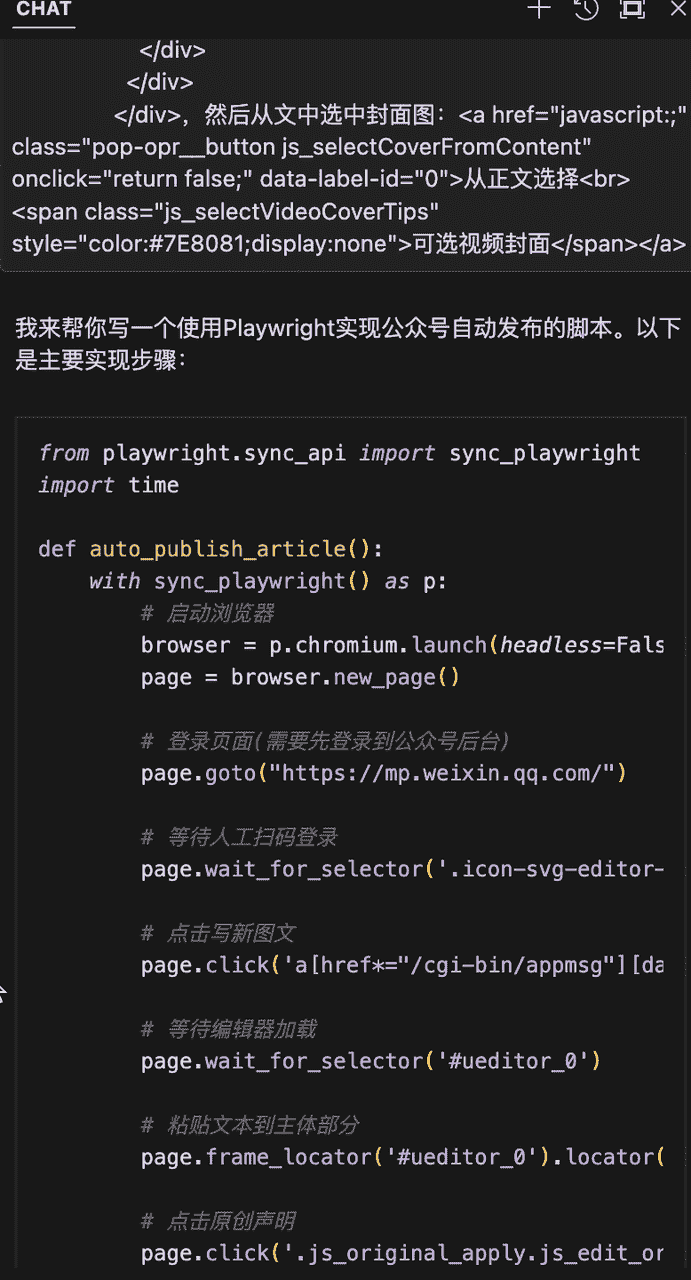 CHAT
</div>
</div>
</div>，然后从文中选中封面图：<a href="javascript:;"
class="pop-opr__button js_selectCoverFromContent"
onclick="return false;" data-label-id="0">从正文选择<br>
<span class="js_selectVideoCoverTips"
style="color:#7E8081;display:none">可选视频封面</span></a>
我来帮你写一个使用Playwright实现公众号自动发布的脚本。以下
是主要实现步骤：
from playwright.sync_api import sync_playwright
import time
def auto_publish_article():
with sync_playwright() as p:
# 启动浏览器
browser = p.chromium.launch(headless=Fals
page = browser.new_page()
# 登录页面(需要先登录到公众号后台)
page.goto("https://mp.weixin.qq.com/")
# 等待人工扫码登录
page.wait_for_selector('.icon-svg-editor-
# 点击写新图文
page.click('a[href*="/cgi-bin/appmsg"][da
# 等待编辑器加载
page.wait_for_selector('#ueditor_0')
# 粘贴文本到主体部分
page.frame_locator('#ueditor_0').locator(
# 点击原创声明
page.click('.js_original_apply.js_edit_or